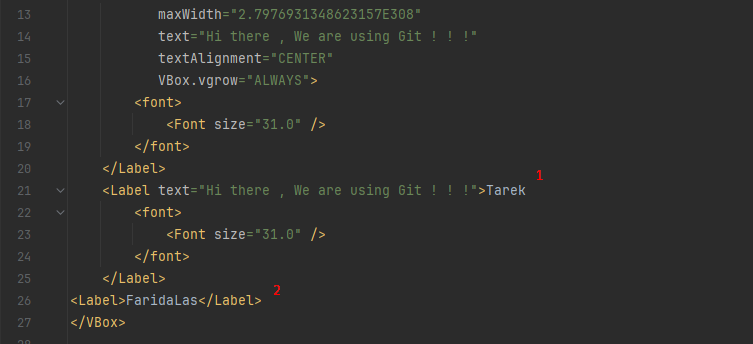 13 maxWidth="2.7976931348623157E308"
14 text="Hi there , We are using Git ! ! !"
15 textAlignment="CENTER"
16 VBox.vgrow="ALWAYS">
17 <font>
18 <Font size="31.0" />
19 </font>
20 </Label>
21 <Label text="Hi there , We are using Git ! ! !">Tarek 1
22 <font>
23 <Font size="31.0" />
24 </font>
25 </Label>
26 <Label>FaridaLas</Label> 2
27 </VBox>